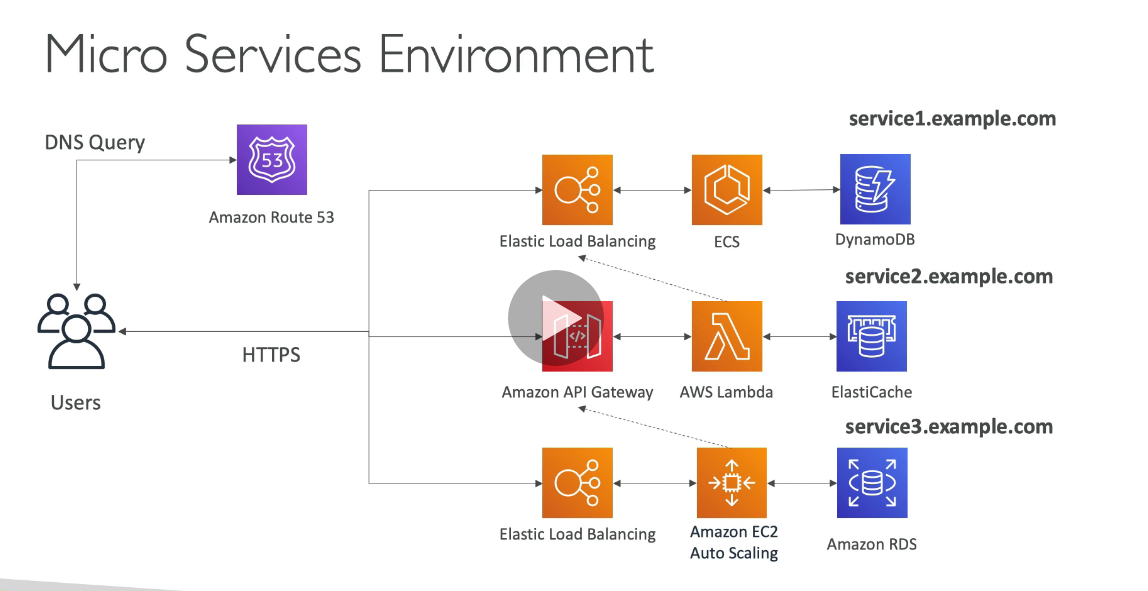 Micro Services Environment
DNS Query
53
Amazon Route 53
Users
HTTPS
service1.example.com
Elastic Load Balancing
ECS
DynamoDB
service2.example.com
</>
Amazon API Gateway
AWS Lambda
ElastiCache
service3.example.com
Elastic Load Balancing
Amazon EC2
Auto Scaling
Amazon RDS